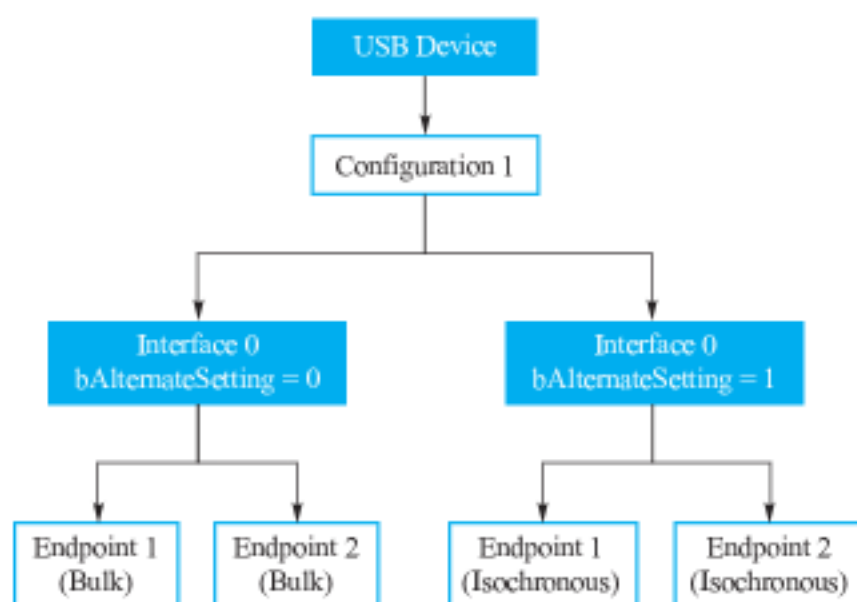 USB Device
Configuration 1
Interface 0
bAlternateSetting = 0
Interface 0
bAlternateSetting = 1
Endpoint 1
(Bulk)
Endpoint 2
(Bulk)
Endpoint 1
(Isochronous)
Endpoint 2
(Isochronous)